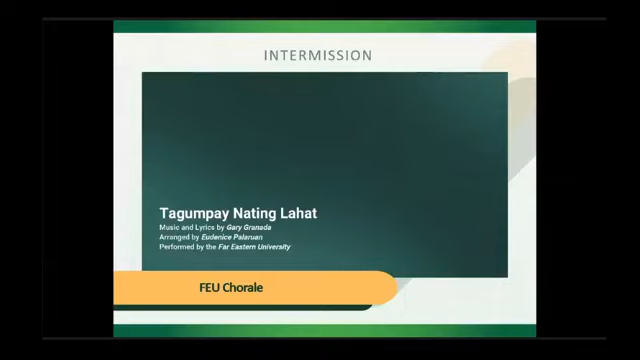 INTERMISSION
Tagumpay Nating Lahat
Music and Lyrics by Gary Granada
Arranged by Eudenice Palaruan
Performed by the Far Eastern University
FEU Chorale